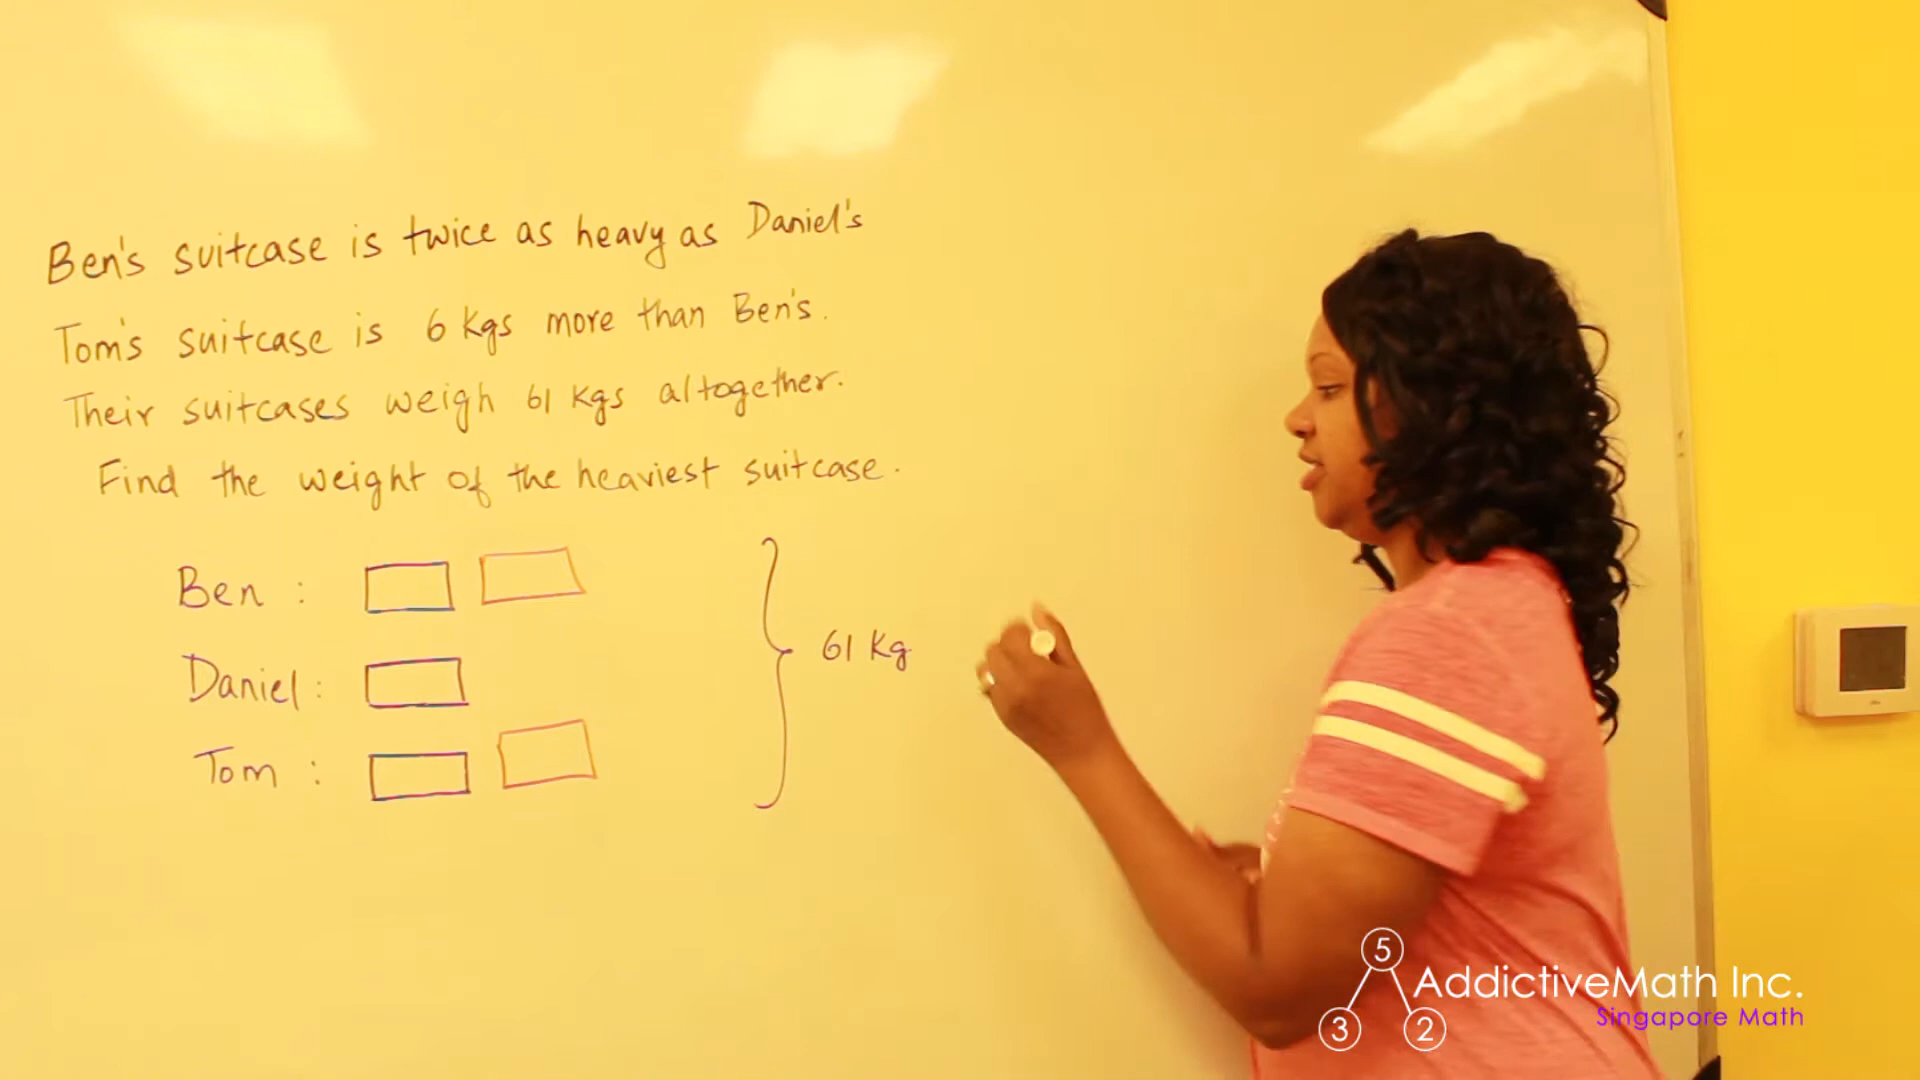 Ben's suitcase is twice as heavy as Daniel's
Tom's suitcase is 6 kgs more than Ben's.
Their suitcases weigh 61 kgs altogether.
Find the weight of the heaviest suitcase.
Ben :
Daniel :
61 kg
Tom :
5
3 2
AddictiveMath Inc.
Singapore Math